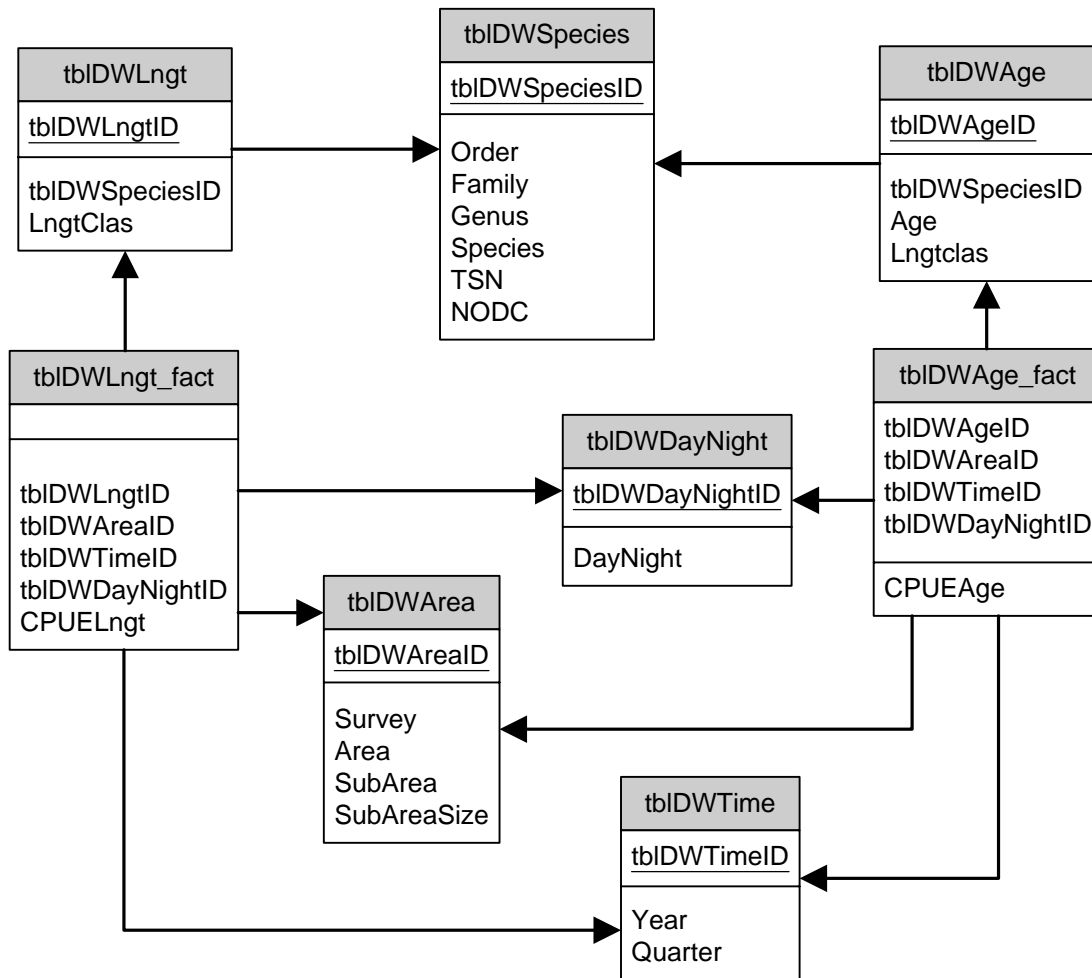 tblDWSpecies
tblDWSpeciesID
Order
Family
Genus
Species
TSN
NODC
tblDWLngt
tblDWLngtID
tblDWSpeciesID
LngtClas
tblDWAge
tblDWAgeID
tblDWSpeciesID
Age
Lngtclas
tblDWLngt_fact
tblDWLngtID
tblDWAreaID
tblDWTimeID
tblDWDayNightID
CPUELngt
tblDWDayNight
tblDWDayNightID
DayNight
tblDWAge_fact
tblDWAgeID
tblDWAreaID
tblDWTimeID
tblDWDayNightID
CPUEAge
tblDWArea
tblDWAreaID
Survey
Area
SubArea
SubAreaSize
tblDWTime
tblDWTimeID
Year
Quarter